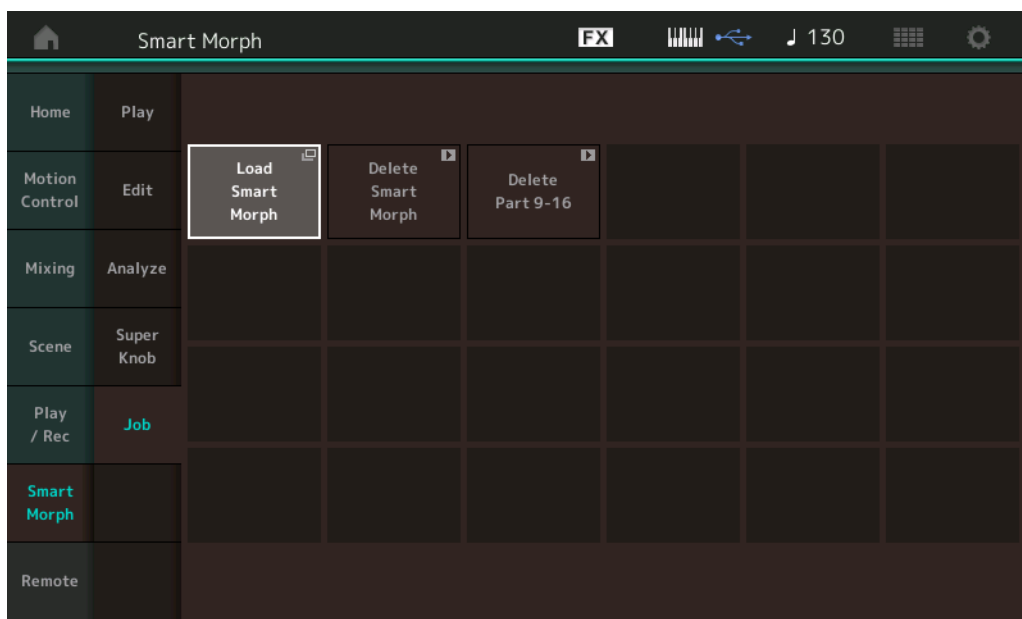 Smart Morph FX 130
Home
Play
Motion
Control
Edit
Load
Smart
Morph
Delete
Smart
Morph
Delete
Part 9-16
Mixing
Analyze
Scene
Super
Knob
Play
/ Rec
Job
Smart
Morph
Remote